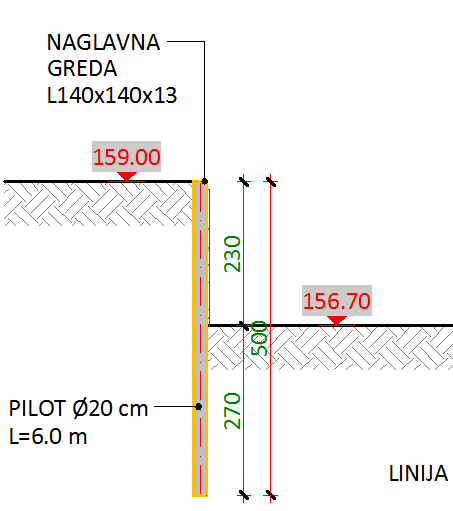 NAGLAVNA
GREDA
L140x140x13
159.00
230
156.70
500
270
PILOT Ø20 cm
L=6.0 m
LINIJA